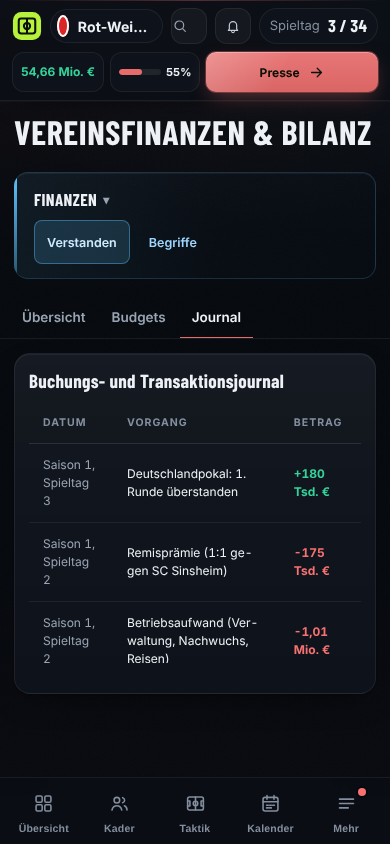 Rot-Wei...
Spieltag 3 / 34
54,66 Mio. €
55%
Presse →
VEREINSFINANZEN & BILANZ
FINANZEN ▾
Verstanden
Begriffe
Übersicht
Budgets
Journal
Buchungs- und Transaktionsjournal
DATUM
VORGANG
BETRAG
Saison 1,
Spieltag
3
Deutschlandpokal: 1.
Runde überstanden
+180
Tsd. €
Saison 1,
Spieltag
2
Remisprämie (1:1 ge-
gen SC Sinsheim)
-175
Tsd. €
Saison 1,
Spieltag
2
Betriebsaufwand (Ver-
waltung, Nachwuchs,
Reisen)
-1,01
Mio. €
Übersicht
Kader
Taktik
Kalender
Mehr